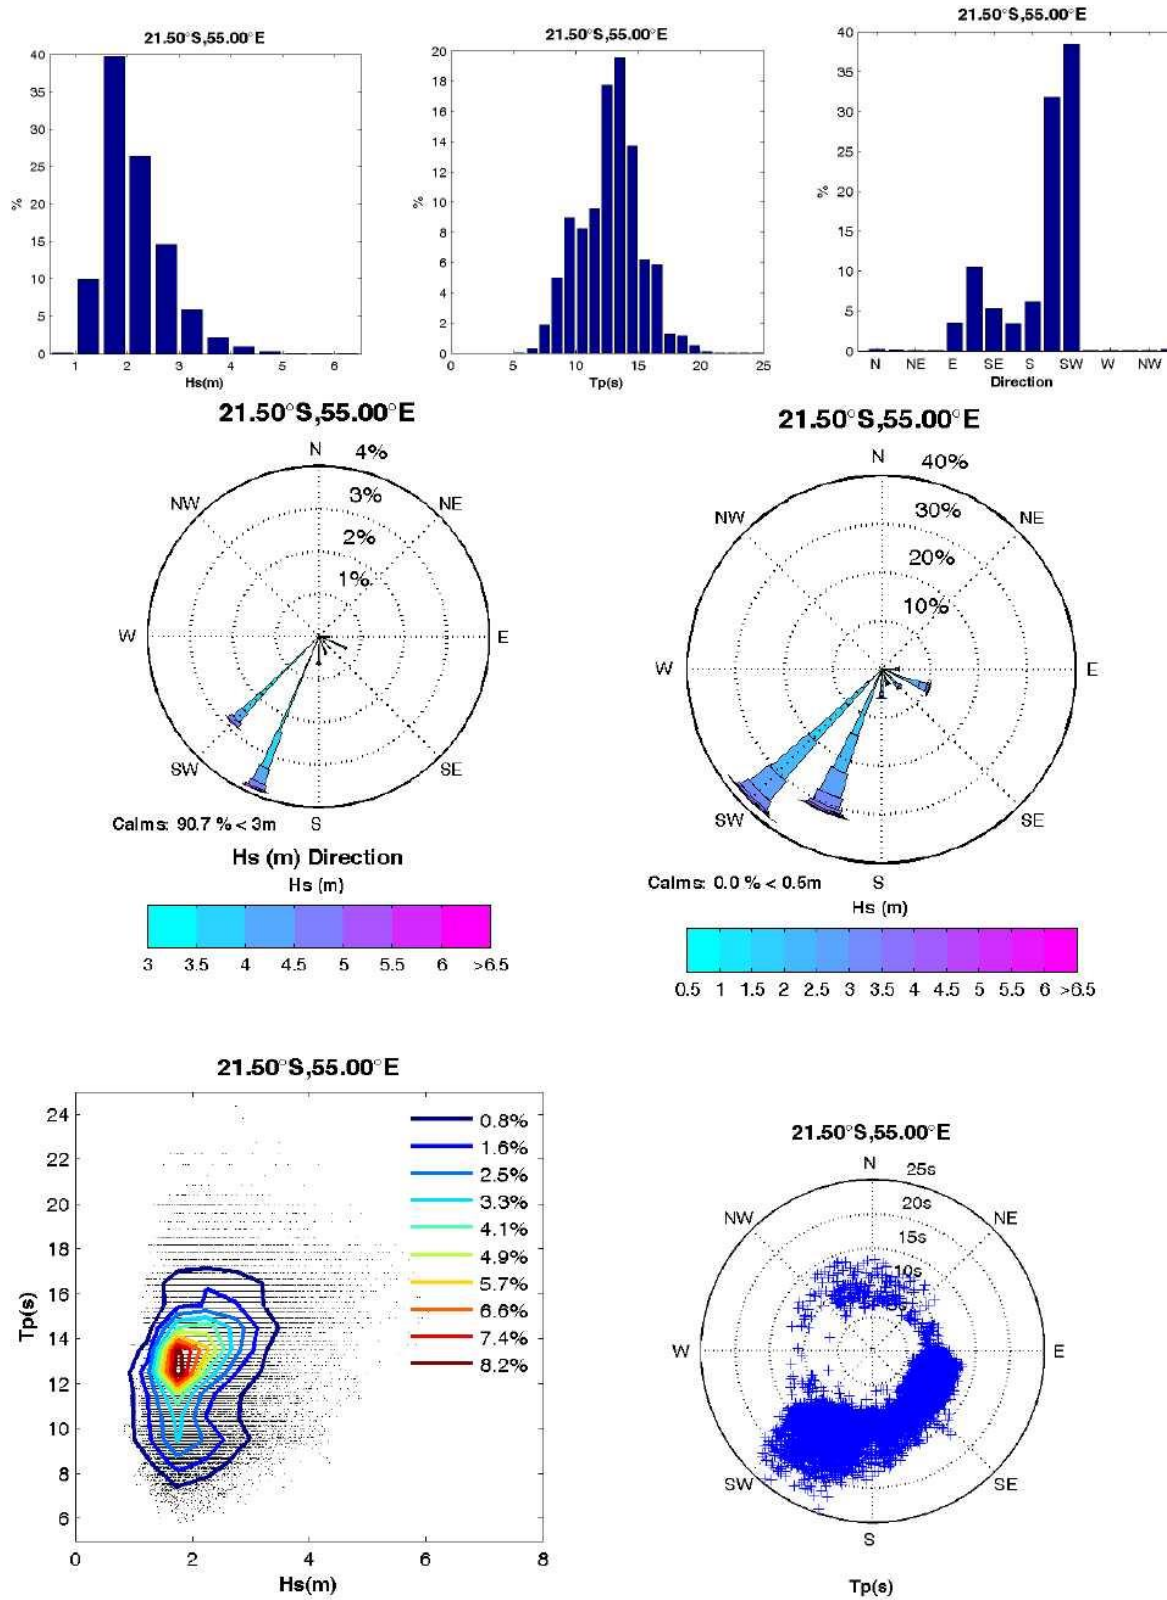 21.50°S,55.00°E
21.50°S,55.00°E
21.50°S,55.00°E
40
35
30
25
20
15
10
5
0
%
1 2 3 4 5 6
Hs(m)
20
18
16
14
12
10
8
6
4
2
0
%
0 5 10 15 20 25
Tp(s)
40
35
30
25
20
15
10
5
0
%
N NE E SE S SW W NW
Direction
21.50°S,55.00°E
N
NE
E
SE
S
SW
W
NW
4%
3%
2%
1%
Calms: 90.7 % < 3m
Hs (m) Direction
Hs (m)
3 3.5 4 4.5 5 5.5 6 >6.5
21.50°S,55.00°E
N
NE
E
SE
S
SW
W
NW
40%
30%
20%
10%
Calms: 0.0 % < 0.5m
Hs (m)
0.5 1 1.5 2 2.5 3 3.5 4 4.5 5 5.5 6 >6.5
21.50°S,55.00°E
24
22
20
18
16
14
12
10
8
6
Tp(s)
0 2 4 6 8
Hs(m)
0.8%
1.6%
2.5%
3.3%
4.1%
4.9%
5.7%
6.6%
7.4%
8.2%
21.50°S,55.00°E
N
NE
E
SE
S
SW
W
NW
25s
20s
15s
10s
Tp(s)